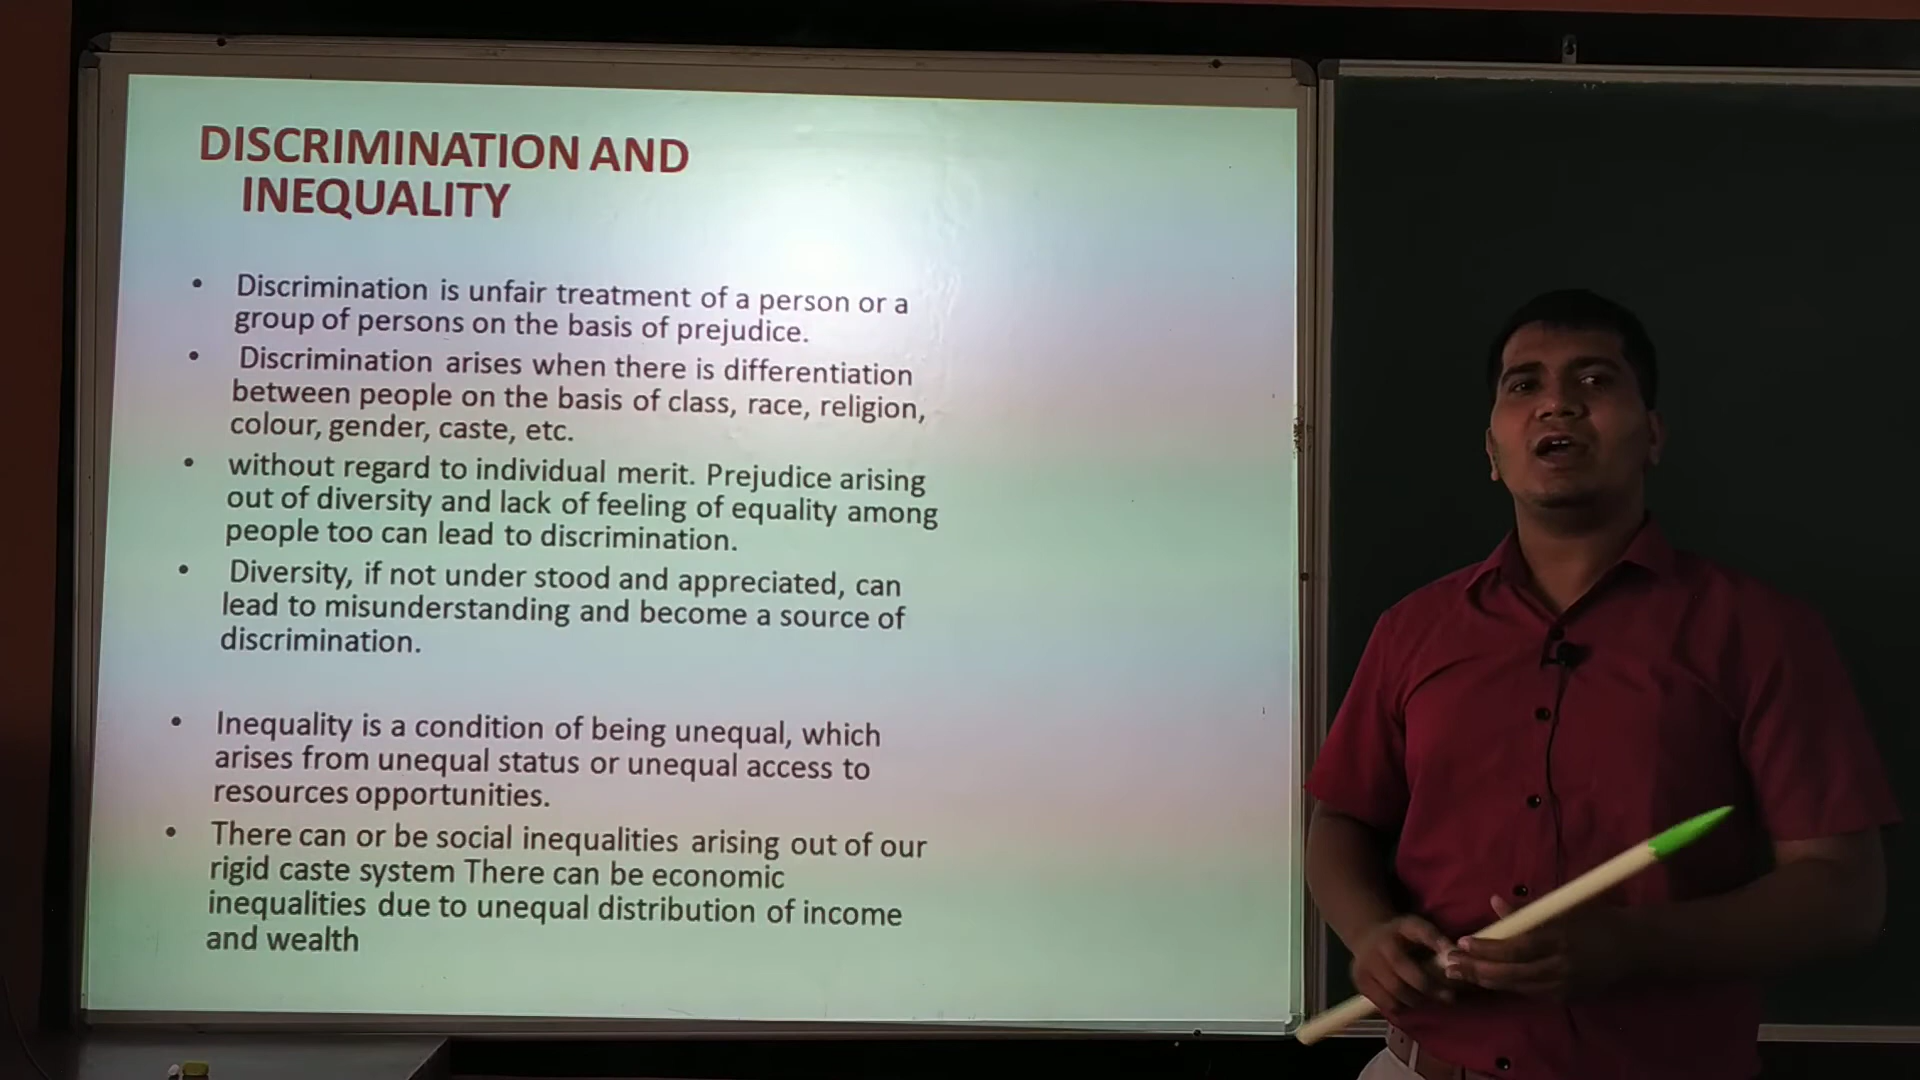 DISCRIMINATION AND
INEQUALITY
• Discrimination is unfair treatment of a person or a
group of persons on the basis of prejudice.
• Discrimination arises when there is differentiation
between people on the basis of class, race, religion,
colour, gender, caste, etc.
• without regard to individual merit. Prejudice arising
out of diversity and lack of feeling of equality among
people too can lead to discrimination.
• Diversity, if not under stood and appreciated, can
lead to misunderstanding and become a source of
discrimination.
• Inequality is a condition of being unequal, which
arises from unequal status or unequal access to
resources opportunities.
• There can or be social inequalities arising out of our
rigid caste system There can be economic
inequalities due to unequal distribution of income
and wealth